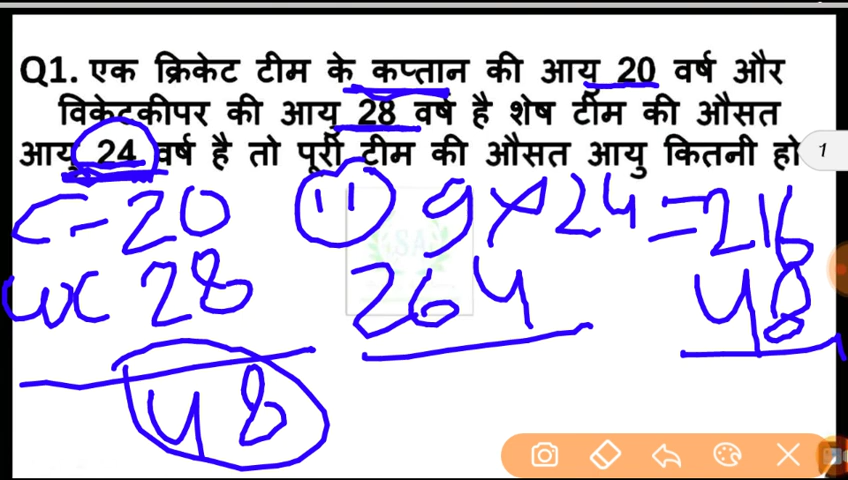 Q1. एक क्रिकेट टीम के कप्तान की आयु 20 वर्ष और
विकेटकीपर की आयु 28 वर्ष है शेष टीम की औसत
आयु 24 वर्ष है तो पूरी टीम की औसत आयु कितनी हो
1
C - 20 11 9 × 24 = 216
WC 28 264 48
48